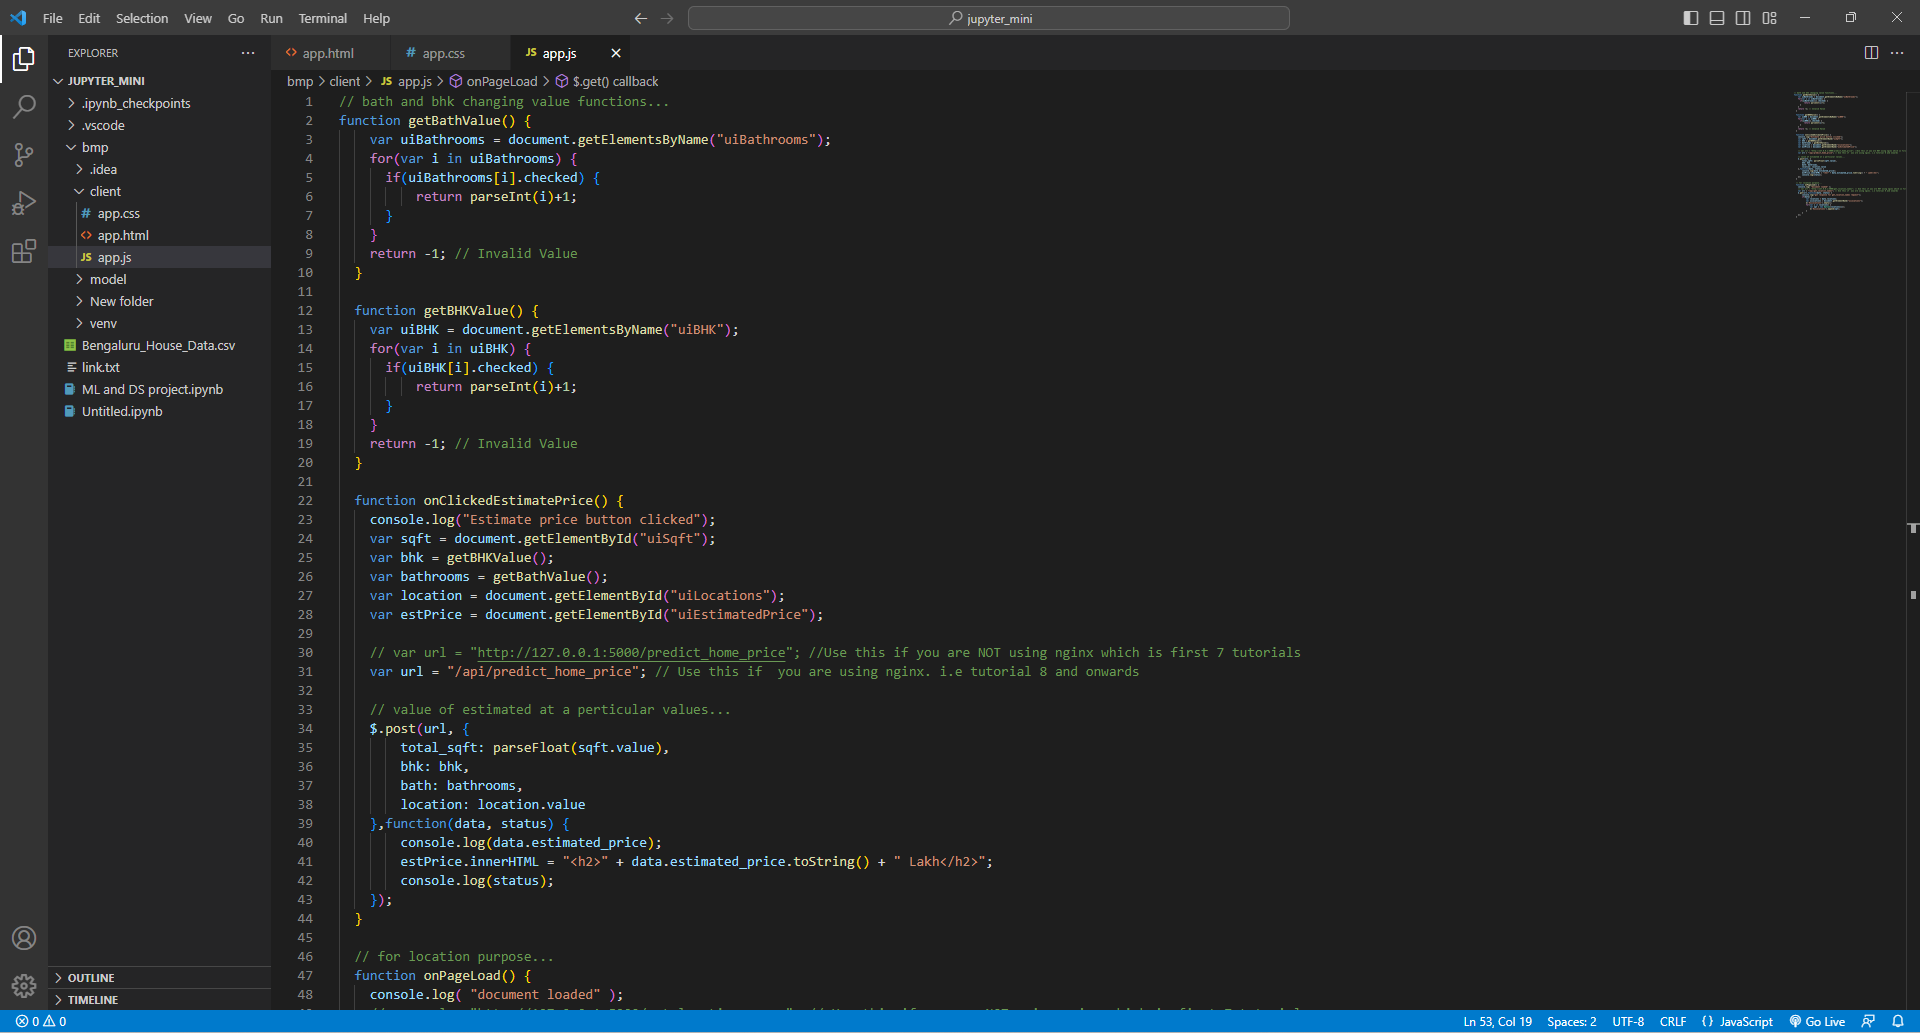 File Edit Selection View Go Run Terminal Help
jupyter_mini
EXPLORER
JUPYTER_MINI
.ipynb_checkpoints
.vscode
bmp
.idea
client
# app.css
<> app.html
JS app.js
model
New folder
venv
Bengaluru_House_Data.csv
link.txt
ML and DS project.ipynb
Untitled.ipynb
OUTLINE
TIMELINE
<> app.html # app.css JS app.js
bmp > client > JS app.js > onPageLoad > $.get() callback
1 // bath and bhk changing value functions...
2 function getBathValue() {
3 var uiBathrooms = document.getElementsByName("uiBathrooms");
4 for(var i in uiBathrooms) {
5 if(uiBathrooms[i].checked) {
6 return parseInt(i)+1;
7 }
8 }
9 return -1; // Invalid Value
10 }
11
12 function getBHKValue() {
13 var uiBHK = document.getElementsByName("uiBHK");
14 for(var i in uiBHK) {
15 if(uiBHK[i].checked) {
16 return parseInt(i)+1;
17 }
18 }
19 return -1; // Invalid Value
20 }
21
22 function onClickedEstimatePrice() {
23 console.log("Estimate price button clicked");
24 var sqft = document.getElementById("uiSqft");
25 var bhk = getBHKValue();
26 var bathrooms = getBathValue();
27 var location = document.getElementById("uiLocations");
28 var estPrice = document.getElementById("uiEstimatedPrice");
29
30 // var url = "http://127.0.0.1:5000/predict_home_price"; //Use this if you are NOT using nginx which is first 7 tutorials
31 var url = "/api/predict_home_price"; // Use this if  you are using nginx. i.e tutorial 8 and onwards
32
33 // value of estimated at a perticular values...
34 $.post(url, {
35 total_sqft: parseFloat(sqft.value),
36 bhk: bhk,
37 bath: bathrooms,
38 location: location.value
39 },function(data, status) {
40 console.log(data.estimated_price);
41 estPrice.innerHTML = "<h2>" + data.estimated_price.toString() + " Lakh</h2>";
42 console.log(status);
43 });
44 }
45
46 // for location purpose...
47 function onPageLoad() {
48 console.log( "document loaded" );
0 0 Ln 53, Col 19 Spaces: 2 UTF-8 CRLF {} JavaScript Go Live